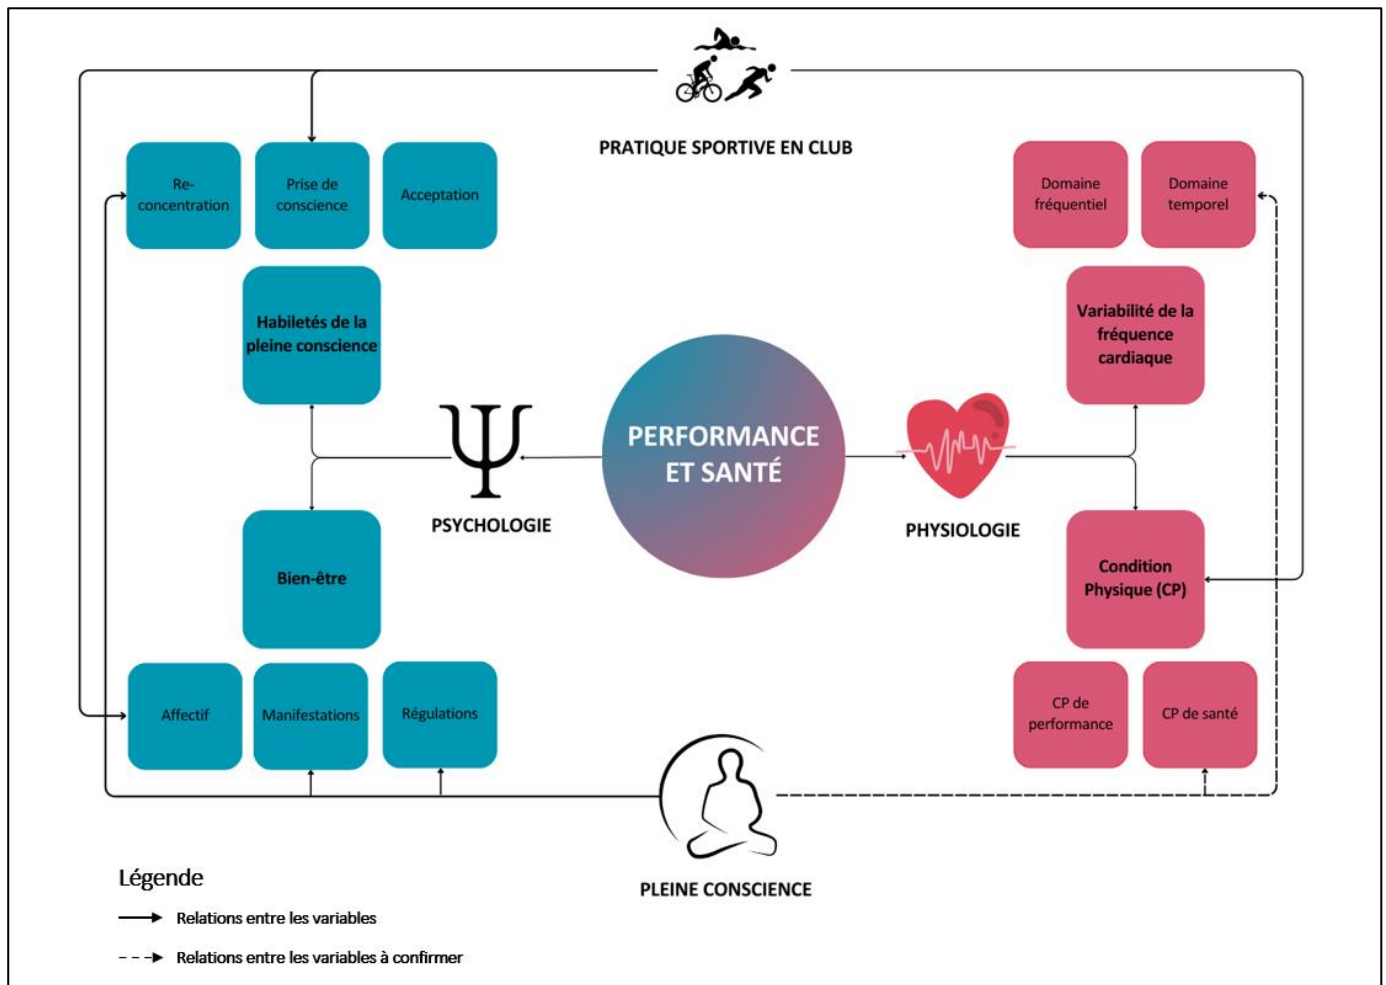 PRATIQUE SPORTIVE EN CLUB
Re-
concentration
Prise de
conscience
Acceptation
Domaine
fréquentiel
Domaine
temporel
Habiletés de la
pleine conscience
Variabilité de la
fréquence
cardiaque
PERFORMANCE
ET SANTÉ
PSYCHOLOGIE
PHYSIOLOGIE
Bien-être
Condition
Physique (CP)
Affectif
Manifestations
Régulations
CP de
performance
CP de santé
PLEINE CONSCIENCE
Légende
Relations entre les variables
Relations entre les variables à confirmer